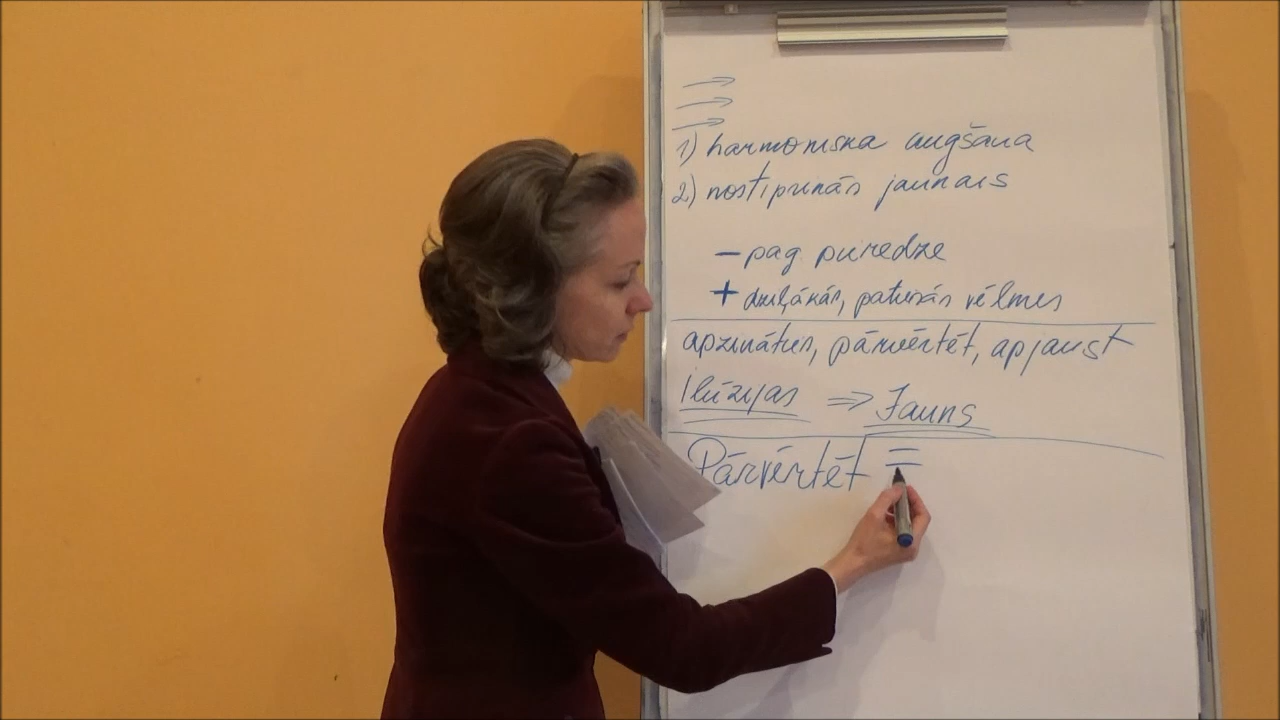 →
→
→
1) harmoniska augšana
2) nostiprinās jaunais
- pag pieredze
+ dziļākās, patiesās vēlmes
apzināties, pārvērtēt, apjaust
Ilūzijas ⇒ Jauns
Pārvērtēt =